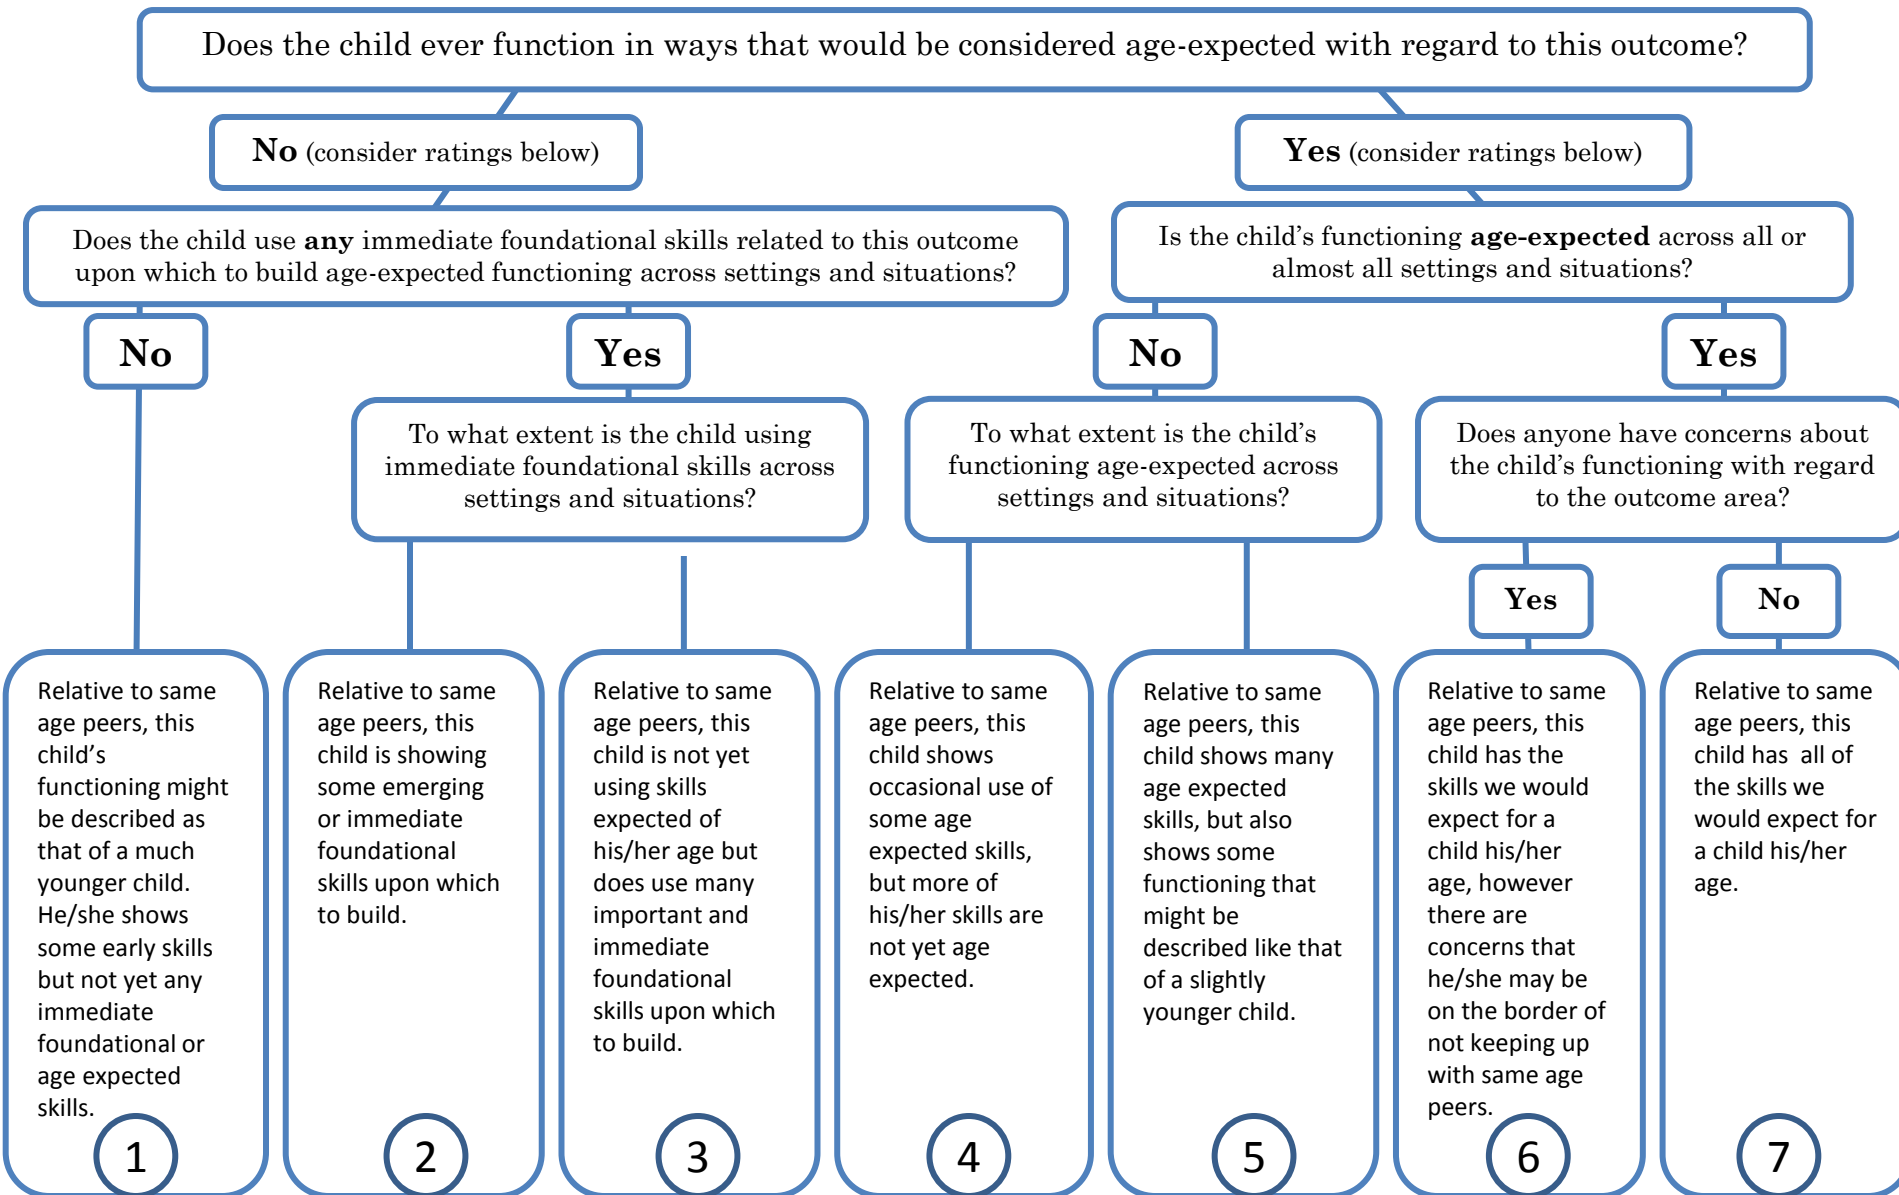 Does the child ever function in ways that would be considered age-expected with regard to this outcome?
No (consider ratings below)
Yes (consider ratings below)
Does the child use any immediate foundational skills related to this outcome
upon which to build age-expected functioning across settings and situations?
Is the child’s functioning age-expected across all or
almost all settings and situations?
No
Yes
No
Yes
To what extent is the child using
immediate foundational skills across
settings and situations?
To what extent is the child’s
functioning age-expected across
settings and situations?
Does anyone have concerns about
the child’s functioning with regard
to the outcome area?
Yes
No
Relative to same
age peers, this
child’s
functioning might
be described as
that of a much
younger child.
He/she shows
some early skills
but not yet any
immediate
foundational or
age expected
skills.
1
Relative to same
age peers, this
child is showing
some emerging
or immediate
foundational
skills upon which
to build.
2
Relative to same
age peers, this
child is not yet
using skills
expected of
his/her age but
does use many
important and
immediate
foundational
skills upon which
to build.
3
Relative to same
age peers, this
child shows
occasional use of
some age
expected skills,
but more of
his/her skills are
not yet age
expected.
4
Relative to same
age peers, this
child shows many
age expected
skills, but also
shows some
functioning that
might be
described like that
of a slightly
younger child.
5
Relative to same
age peers, this
child has the
skills we would
expect for a
child his/her
age, however
there are
concerns that
he/she may be
on the border of
not keeping up
with same age
peers.
6
Relative to same
age peers, this
child has  all of
the skills we
would expect for
a child his/her
age.
7